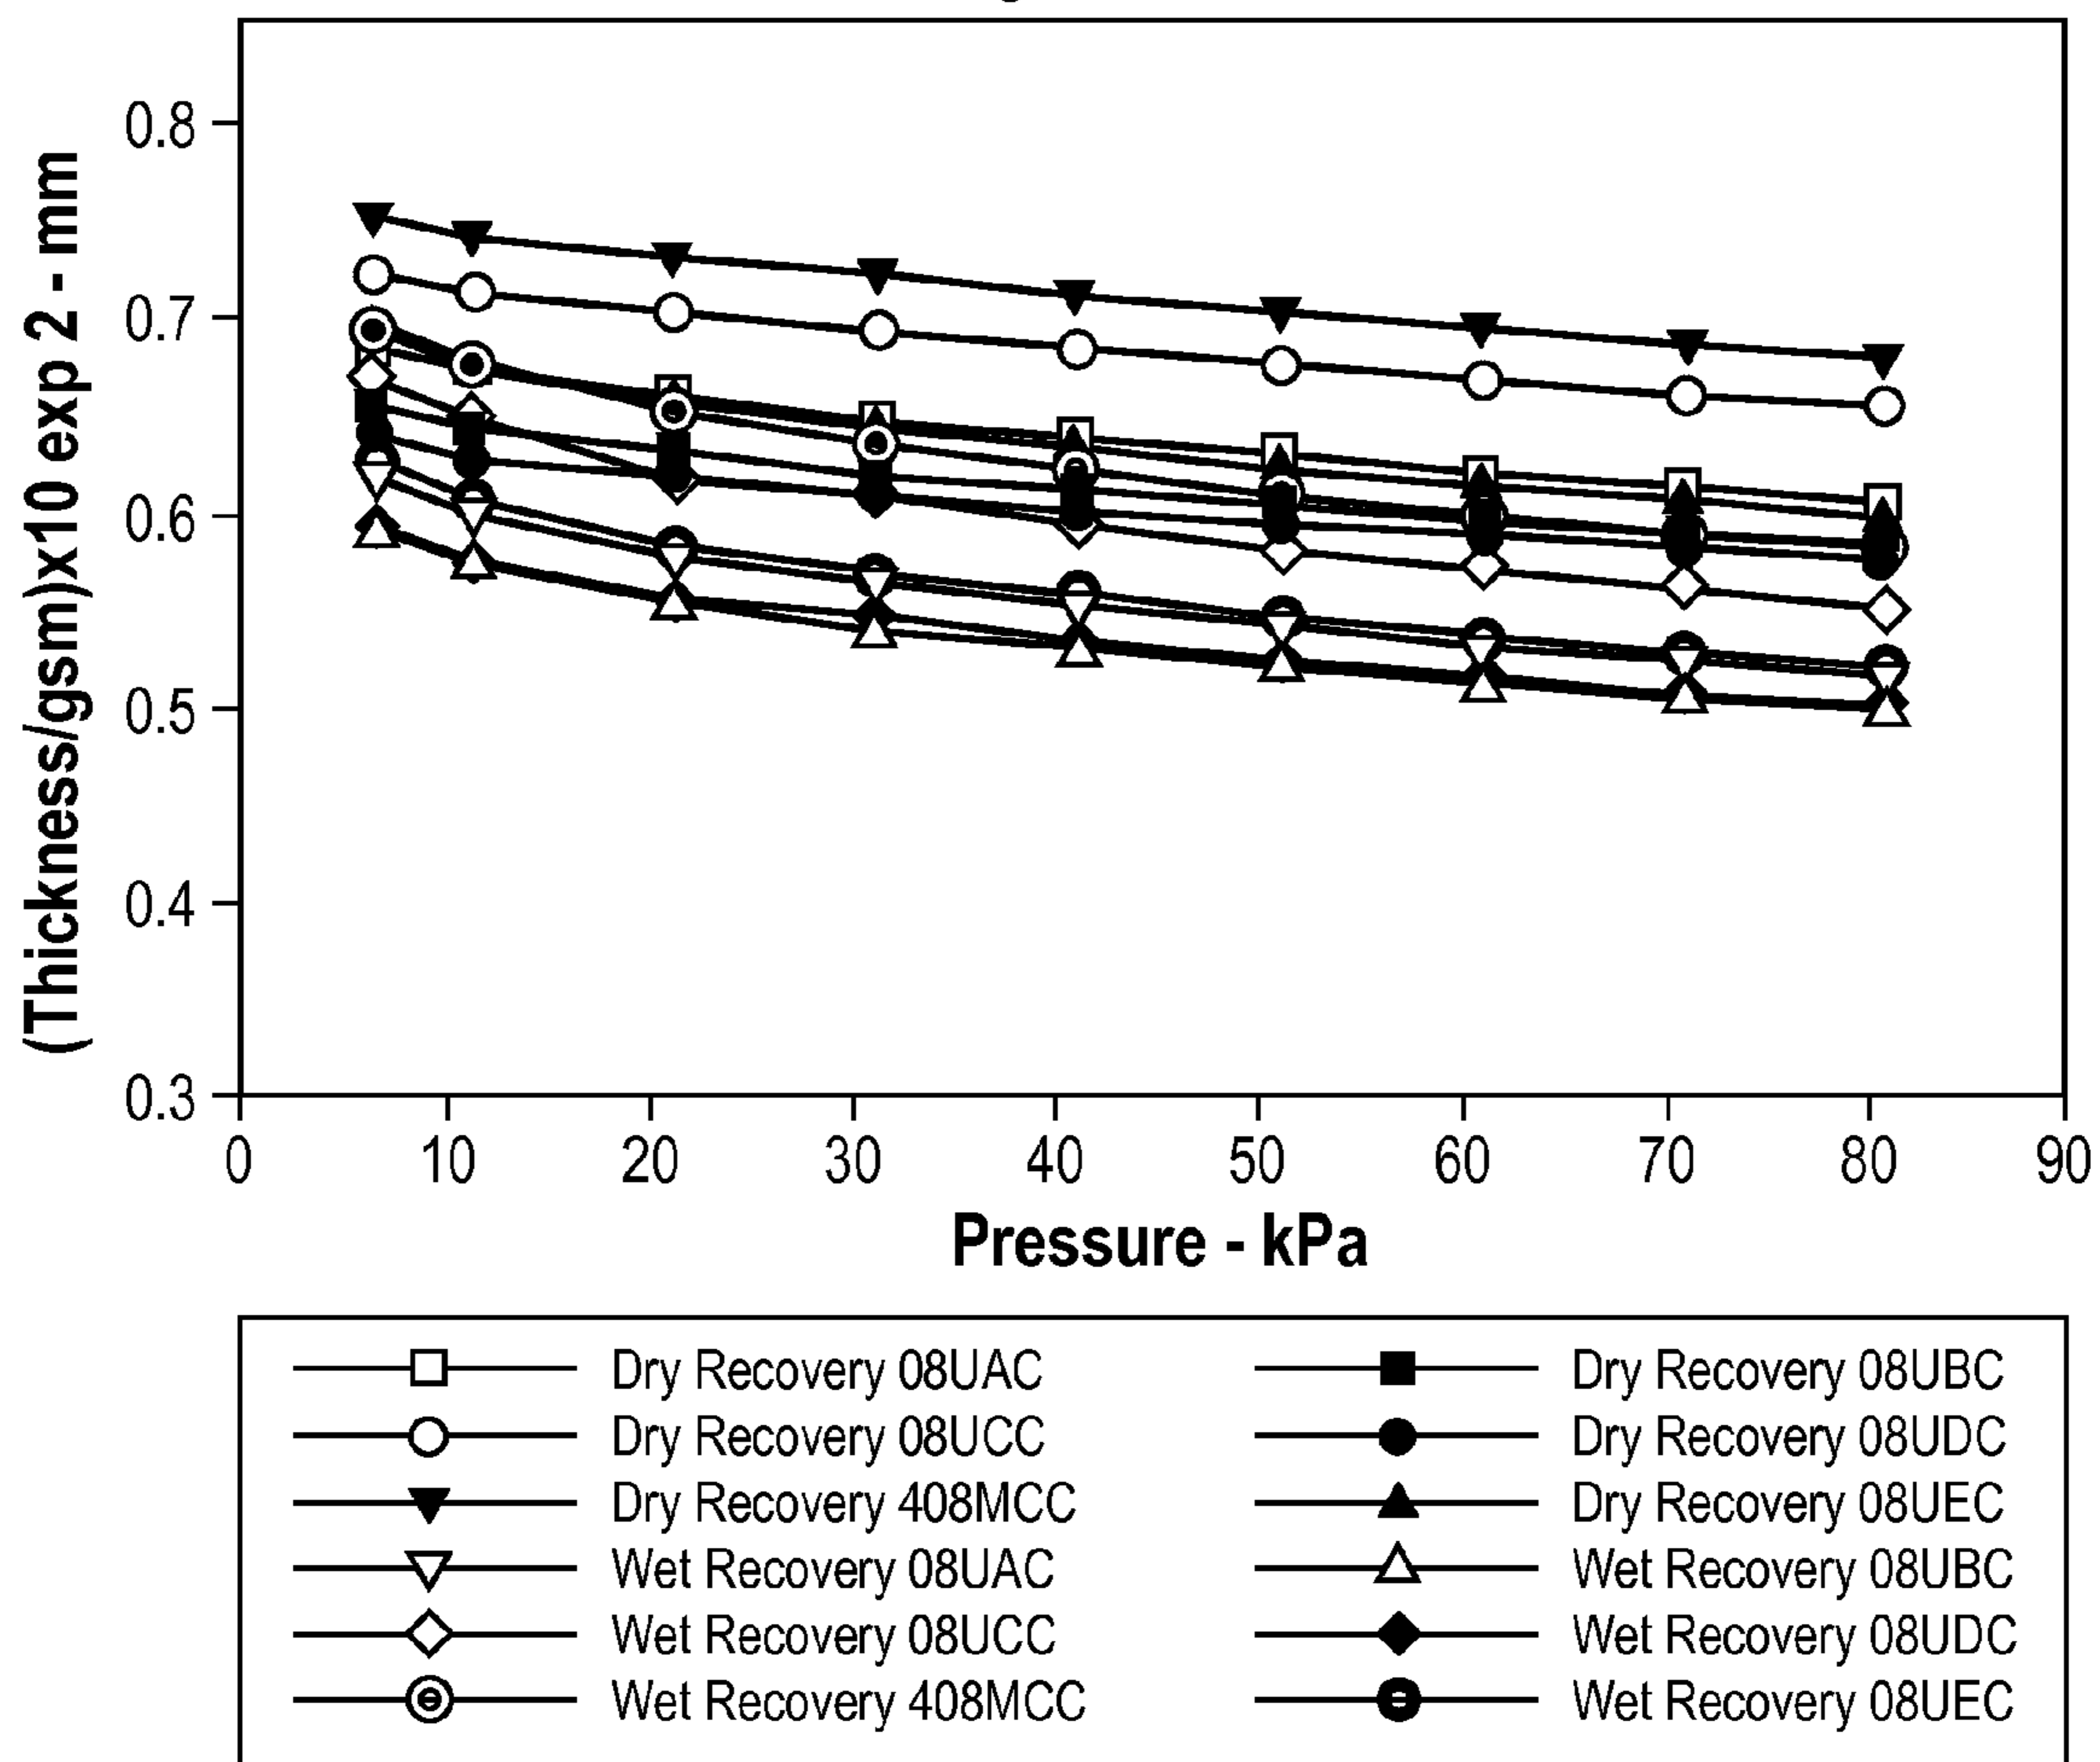 (Thickness/gsm)x10 exp 2 - mm
0.8
0.7
0.6
0.5
0.4
0.3
0 10 20 30 40 50 60 70 80 90
Pressure - kPa
Dry Recovery 08UAC Dry Recovery 08UBC
Dry Recovery 08UCC Dry Recovery 08UDC
Dry Recovery 408MCC Dry Recovery 08UEC
Wet Recovery 08UAC Wet Recovery 08UBC
Wet Recovery 08UCC Wet Recovery 08UDC
Wet Recovery 408MCC Wet Recovery 08UEC